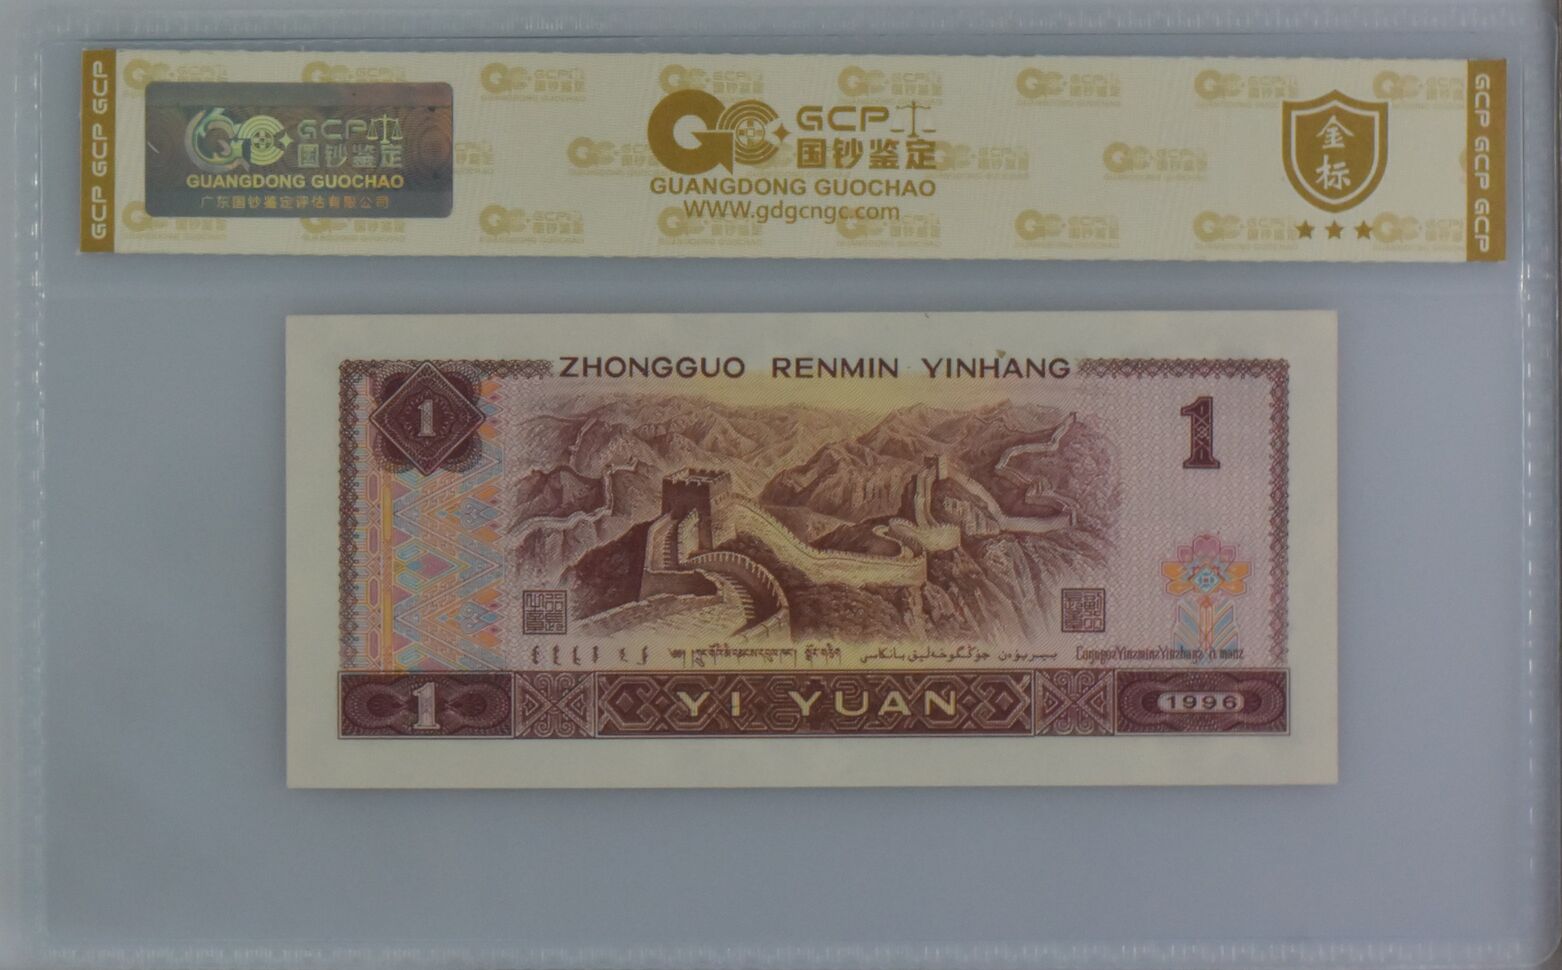 GCP GCP GCP
GCP
国钞鉴定
GUANGDONG GUOCHAO
广东国钞鉴定评估有限公司
GCP
国钞鉴定
GUANGDONG GUOCHAO
WWW.gdgcngc.com
金标
GCP GCP GCP
ZHONGGUO RENMIN YINHANG
1
1
1
YI YUAN
1996